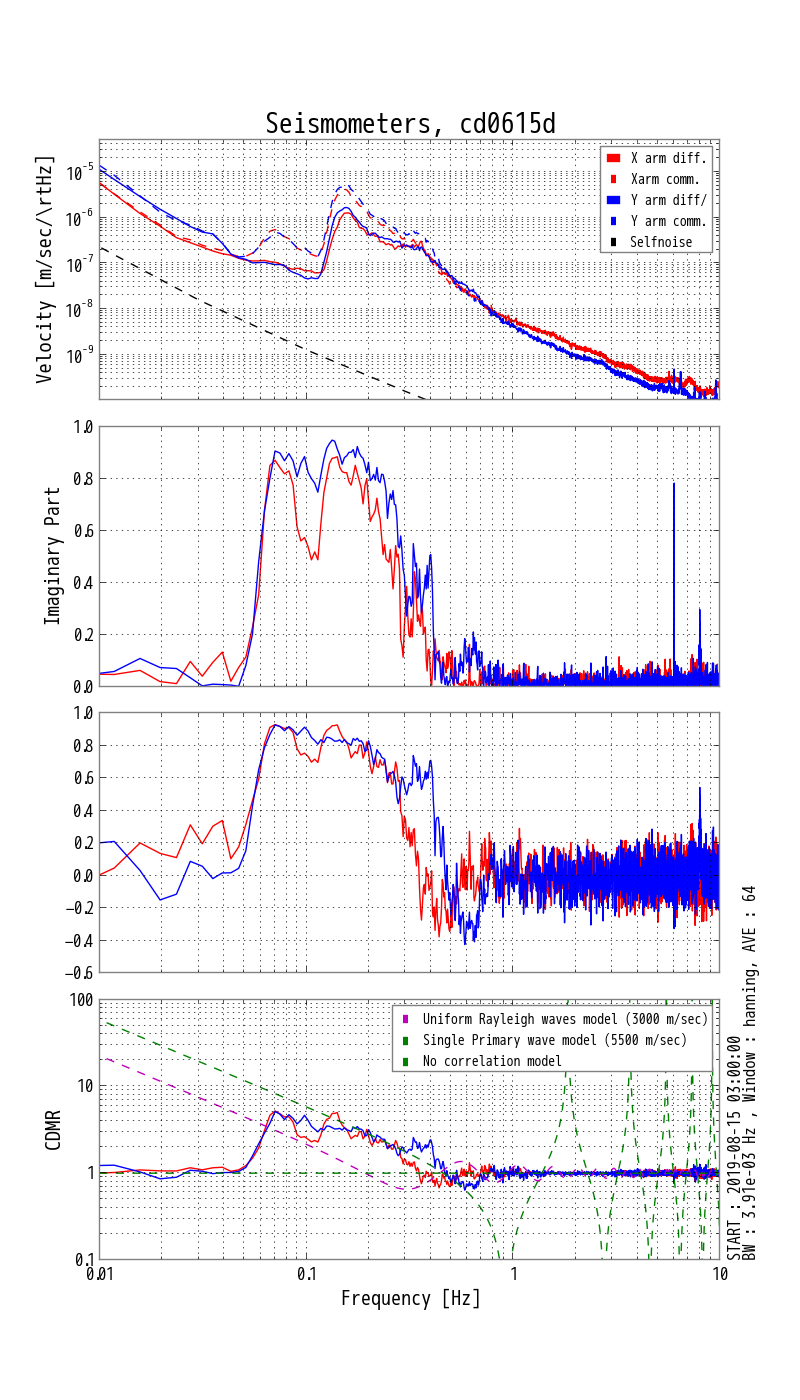 Seismometers, cd0615d
Velocity [m/sec/\rtHz]
10-5
10-6
10-7
10-8
10-9
X arm diff.
Xarm comm.
Y arm diff/
Y arm comm.
Selfnoise
Imaginary Part
1.0
0.8
0.6
0.4
0.2
0.0
1.0
0.8
0.6
0.4
0.2
0.0
−0.2
−0.4
−0.6
CDMR
100
10
1
0.1
Uniform Rayleigh waves model (3000 m/sec)
Single Primary wave model (5500 m/sec)
No correlation model
0.01
0.1
1
10
Frequency [Hz]
START : 2019-08-15 03:00:00
BW : 3.91e-03 Hz , Window : hanning, AVE : 64